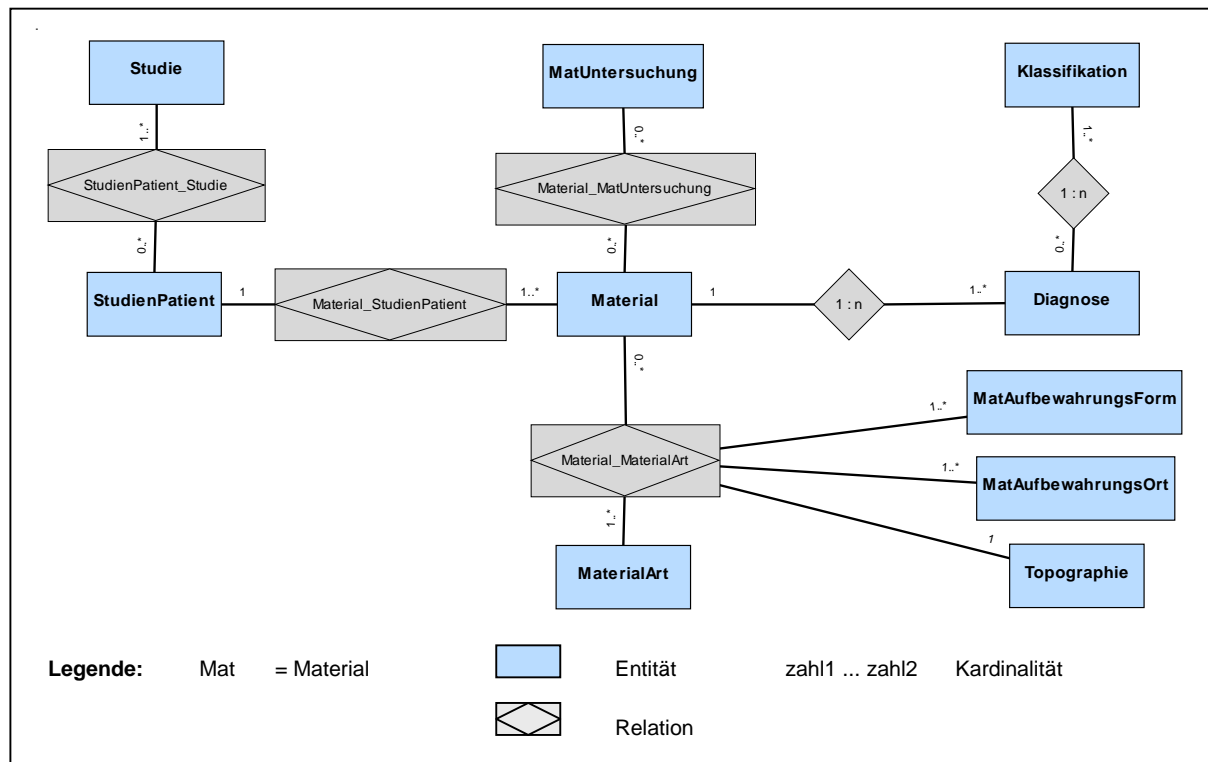 Studie
MatUntersuchung
Klassifikation
1..*
0..*
1..*
StudienPatient_Studie
Material_MatUntersuchung
1 : n
0..*
0..*
0..*
StudienPatient
1
Material_StudienPatient
1..*
Material
1
1 : n
1..*
Diagnose
0..*
MatAufbewahrungsForm
1..*
Material_MaterialArt
1..*
MatAufbewahrungsOrt
1..*
1
MaterialArt
Topographie
Legende: Mat = Material Entität zahl1 ... zahl2 Kardinalität
Relation